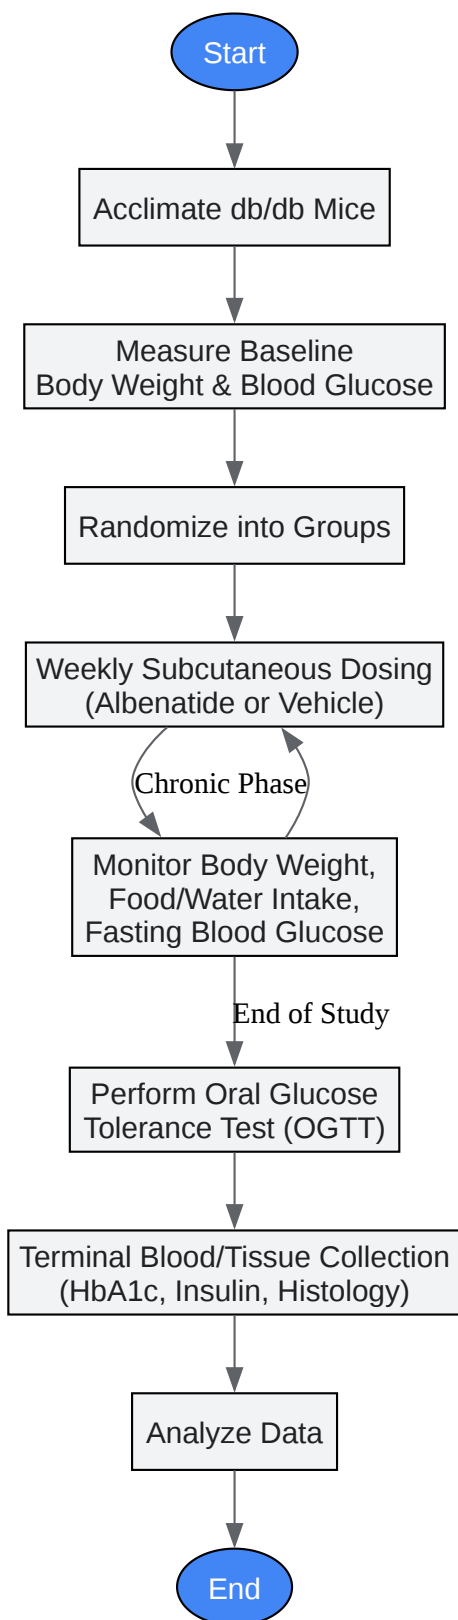 Start
Acclimate db/db Mice
Measure Baseline
Body Weight & Blood Glucose
Randomize into Groups
Weekly Subcutaneous Dosing
(Albenatide or Vehicle)
Chronic Phase
Monitor Body Weight,
Food/Water Intake,
Fasting Blood Glucose
End of Study
Perform Oral Glucose
Tolerance Test (OGTT)
Terminal Blood/Tissue Collection
(HbA1c, Insulin, Histology)
Analyze Data
End